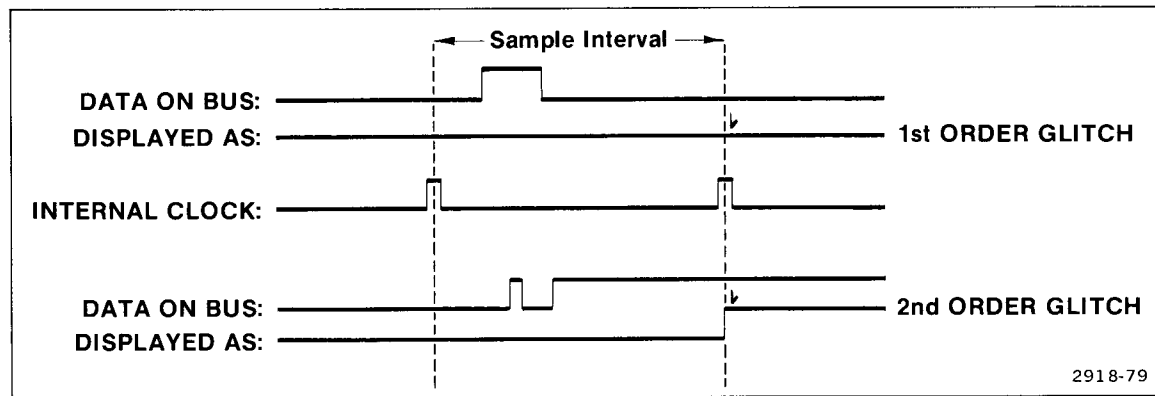 Sample Interval
DATA ON BUS:
DISPLAYED AS:
1st ORDER GLITCH
INTERNAL CLOCK:
DATA ON BUS:
2nd ORDER GLITCH
DISPLAYED AS:
2918-79